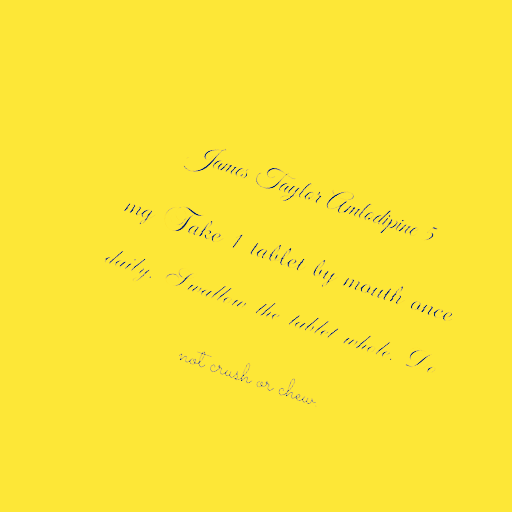 James Taylor Amlodipine 5
mg Take 1 tablet by mouth once
daily. Swallow the tablet whole. Do
not crush or chew.